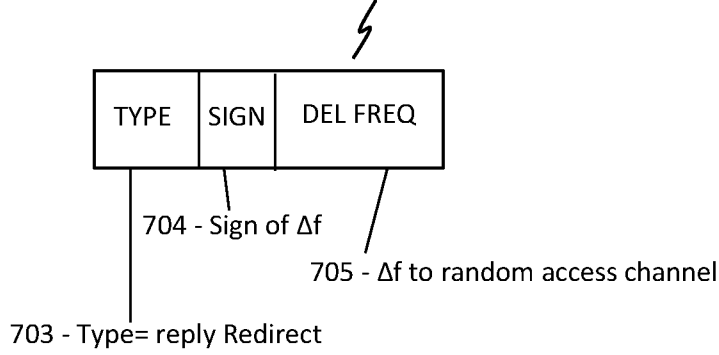 TYPE SIGN DEL FREQ
704 - Sign of Δf
705 - Δf to random access channel
703 - Type= reply Redirect